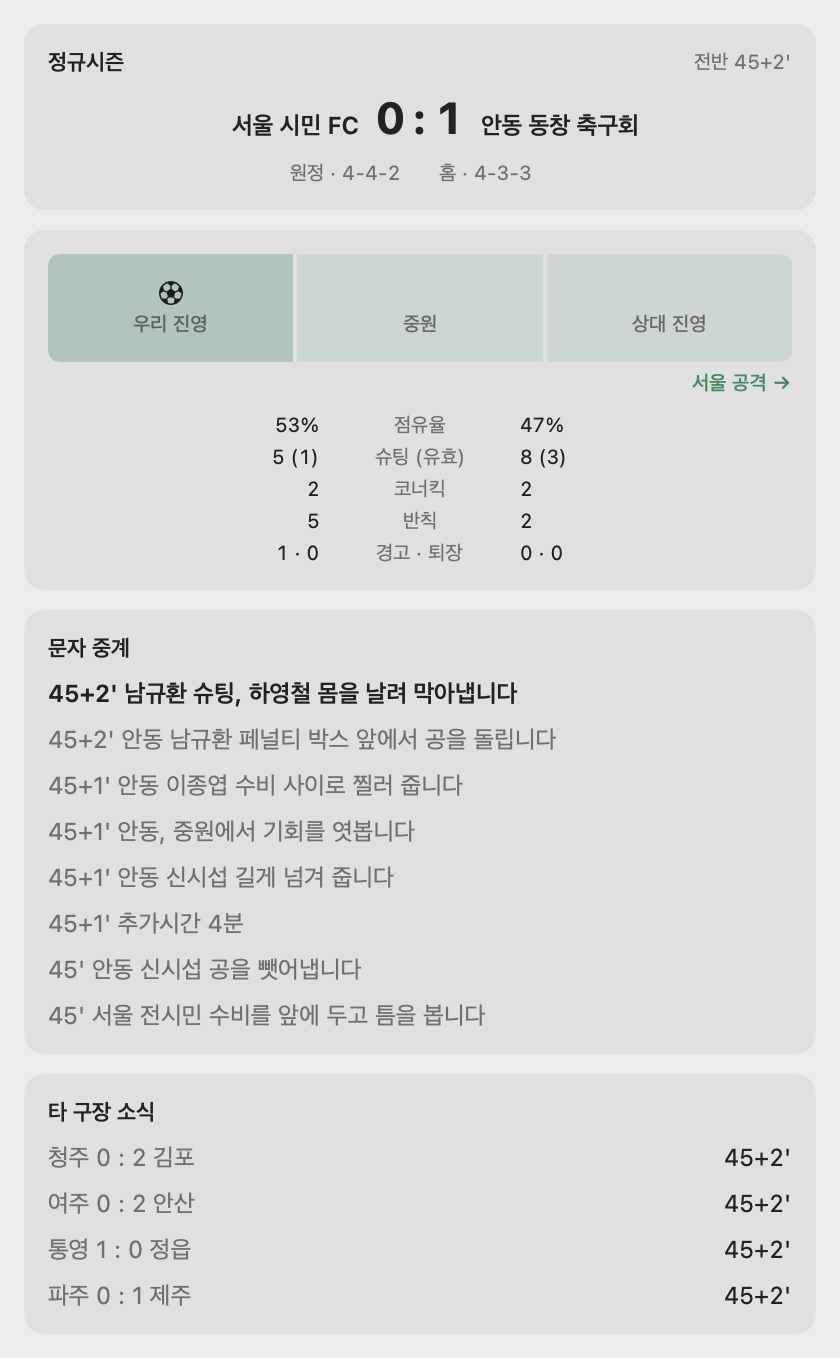 정규시즌 전반 45+2'
서울 시민 FC 0 : 1 안동 동창 축구회
원정 · 4-4-2 홈 · 4-3-3
우리 진영 중원 상대 진영
서울 공격 →
53% 점유율 47%
5 (1) 슈팅 (유효) 8 (3)
2 코너킥 2
5 반칙 2
1 · 0 경고 · 퇴장 0 · 0
문자 중계
45+2' 남규환 슈팅, 하영철 몸을 날려 막아냅니다
45+2' 안동 남규환 페널티 박스 앞에서 공을 돌립니다
45+1' 안동 이종엽 수비 사이로 찔러 줍니다
45+1' 안동, 중원에서 기회를 엿봅니다
45+1' 안동 신시섭 길게 넘겨 줍니다
45+1' 추가시간 4분
45' 안동 신시섭 공을 뺏어냅니다
45' 서울 전시민 수비를 앞에 두고 틈을 봅니다
타 구장 소식
청주 0 : 2 김포 45+2'
여주 0 : 2 안산 45+2'
통영 1 : 0 정읍 45+2'
파주 0 : 1 제주 45+2'